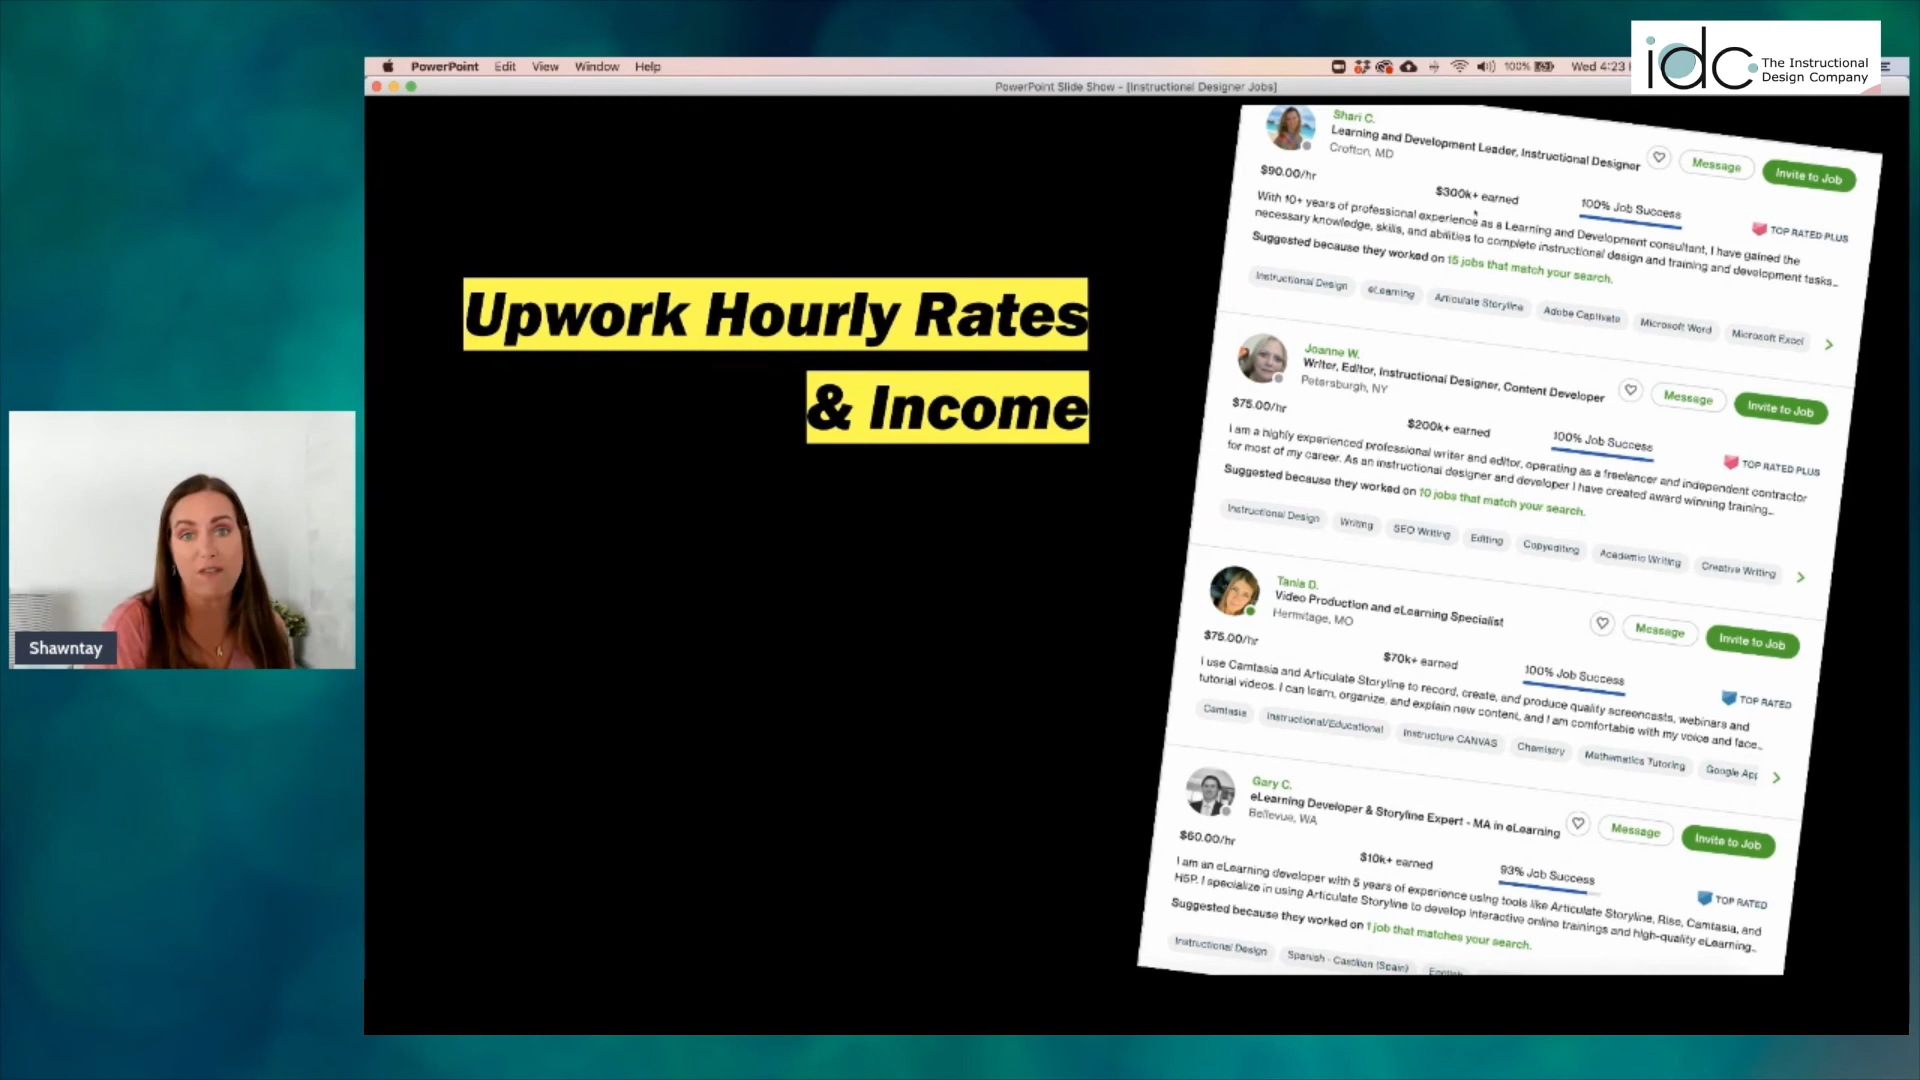 idc The Instructional
Design Company
PowerPoint Edit View Window Help 100% Wed 4:23
PowerPoint Slide Show - [Instructional Designer Jobs]
Upwork Hourly Rates
& Income
Shawntay
Shari C.
Learning and Development Leader, Instructional Designer
Crofton, MD
Message
Invite to Job
$90.00/hr
$300k+ earned
100% Job Success
TOP RATED PLUS
With 10+ years of professional experience as a Learning and Development consultant, I have gained the
necessary knowledge, skills, and abilities to complete instructional design and training and development tasks...
Suggested because they worked on 15 jobs that match your search.
Instructional Design eLearning Articulate Storyline Adobe Captivate Microsoft Word Microsoft Excel
Joanne W.
Writer, Editor, Instructional Designer, Content Developer
Petersburgh, NY
Message
Invite to Job
$75.00/hr
$200k+ earned
100% Job Success
TOP RATED PLUS
I am a highly experienced professional writer and editor, operating as a freelancer and independent contractor
for most of my career. As an instructional designer and developer I have created award winning training...
Suggested because they worked on 10 jobs that match your search.
Instructional Design Writing SEO Writing Editing Copyediting Academic Writing Creative Writing
Tania D.
Video Production and eLearning Specialist
Hermitage, MO
Message
Invite to Job
$75.00/hr
$70k+ earned
100% Job Success
TOP RATED
I use Camtasia and Articulate Storyline to record, create, and produce quality screencasts, webinars and
tutorial videos. I can learn, organize, and explain new content, and I am comfortable with my voice and face...
Camtasia Instructional/Educational Instructure CANVAS Chemistry Mathematics Tutoring Google App
Gary C.
eLearning Developer & Storyline Expert - MA in eLearning
Bellevue, WA
Message
Invite to Job
$60.00/hr
$10k+ earned
93% Job Success
TOP RATED
I am an eLearning developer with 5 years of experience using tools like Articulate Storyline, Rise, Camtasia, and
H5P. I specialize in using Articulate Storyline to develop interactive online trainings and high-quality eLearning...
Suggested because they worked on 1 job that matches your search.
Instructional Design Spanish - Castilian (Spain) English